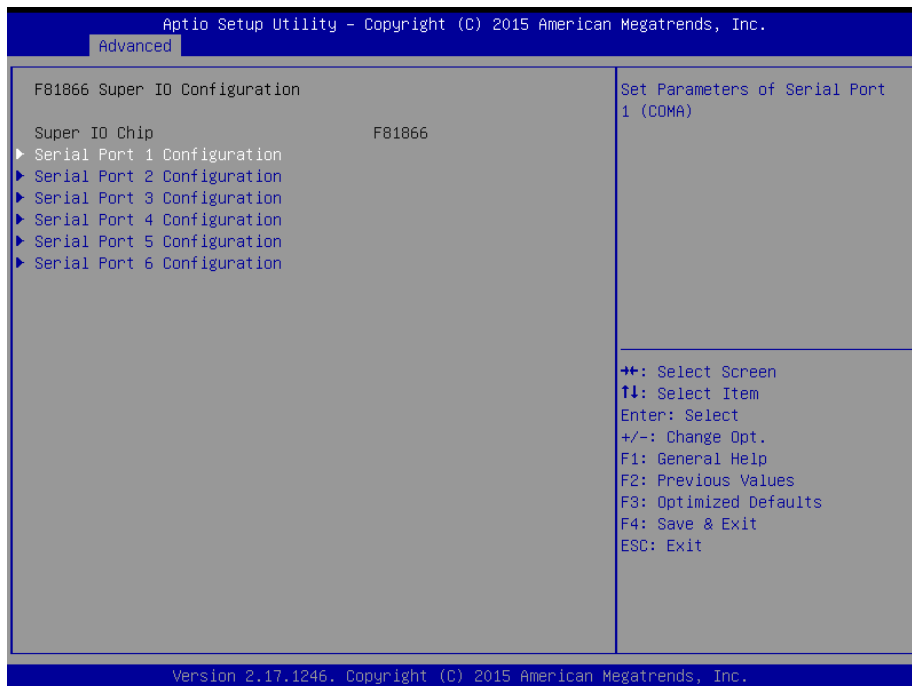 Aptio Setup Utility – Copyright (C) 2015 American Megatrends, Inc.
Advanced
F81866 Super IO Configuration
Super IO Chip F81866
Serial Port 1 Configuration
Serial Port 2 Configuration
Serial Port 3 Configuration
Serial Port 4 Configuration
Serial Port 5 Configuration
Serial Port 6 Configuration
Set Parameters of Serial Port
1 (COMA)
→←: Select Screen
↑↓: Select Item
Enter: Select
+/-: Change Opt.
F1: General Help
F2: Previous Values
F3: Optimized Defaults
F4: Save & Exit
ESC: Exit
Version 2.17.1246. Copyright (C) 2015 American Megatrends, Inc.